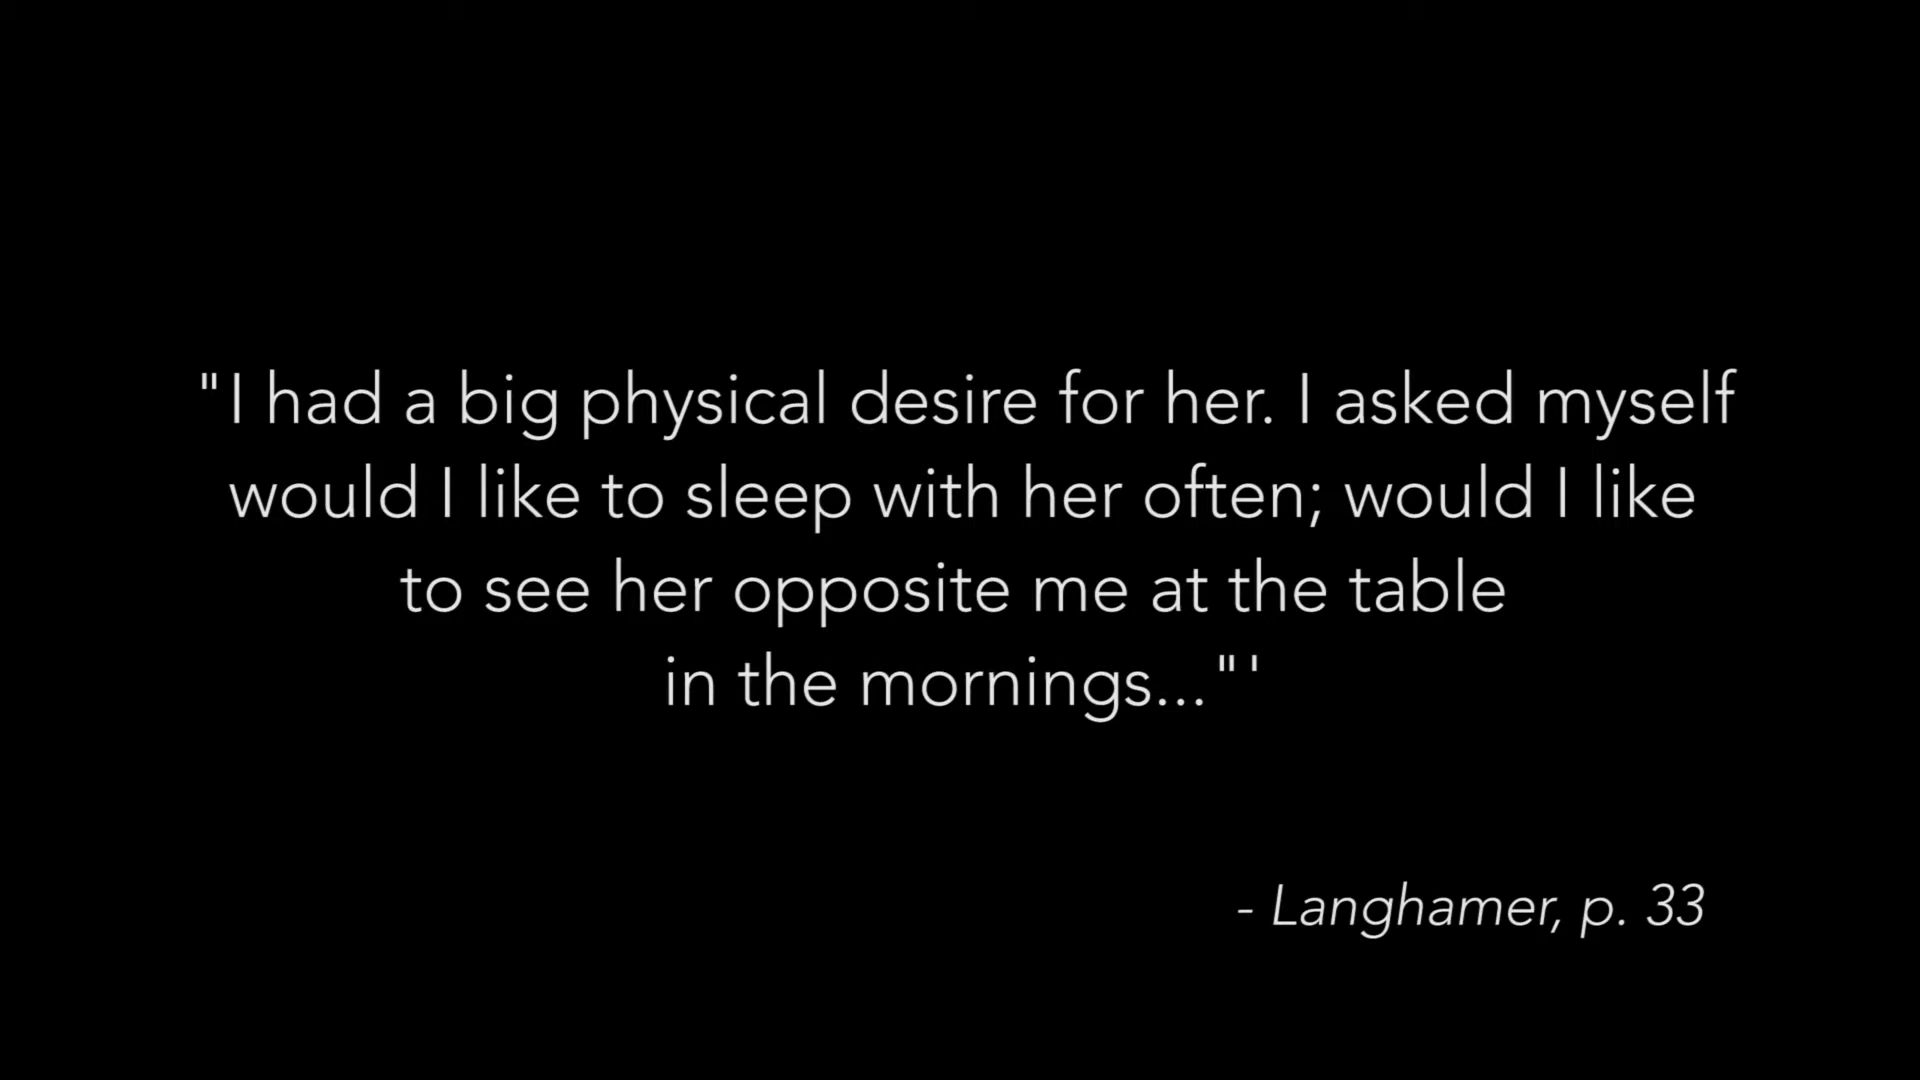 "I had a big physical desire for her. I asked myself
would I like to sleep with her often; would I like
to see her opposite me at the table
in the mornings..."'
- Langhamer, p. 33